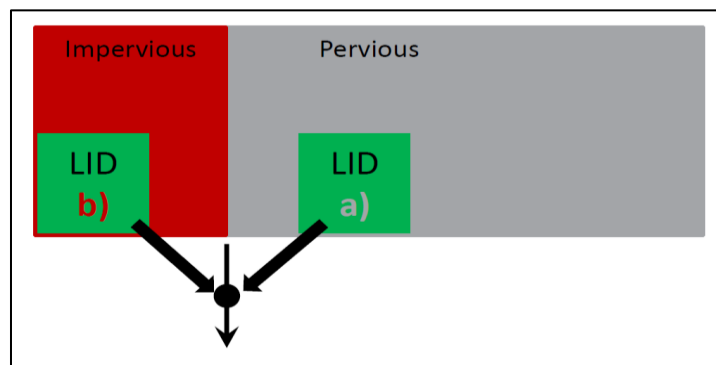 Impervious
Pervious
LID
b)
LID
a)